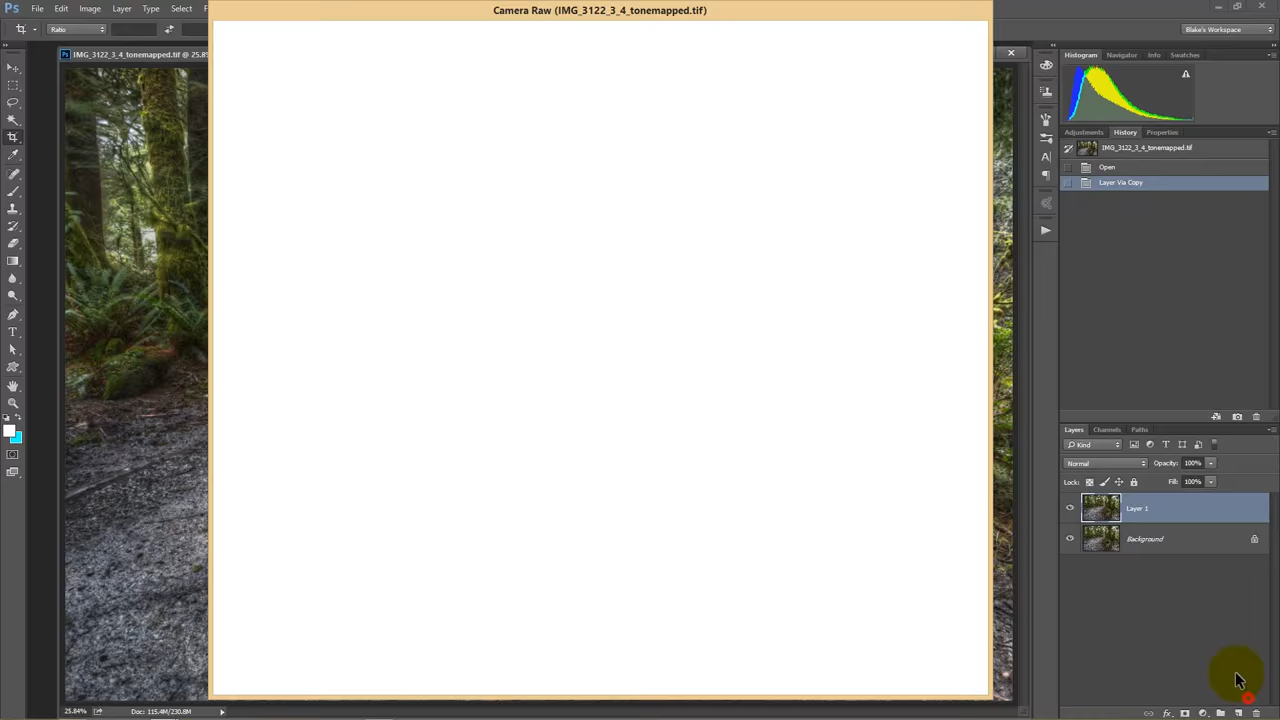 Camera Raw (IMG_3122_3_4_tonemapped.tif)
Ps File Edit Image Layer Type Select
Ratio
Blake's Workspace
Ps IMG_3122_3_4_tonemapped.tif @ 25.8
Histogram Navigator Info Swatches
Adjustments History Properties
IMG_3122_3_4_tonemapped.tif
Open
Layer Via Copy
Layers Channels Paths
Kind
Normal Opacity: 100%
Lock: Fill: 100%
Layer 1
Background
25.84% Doc: 115.4M/230.8M